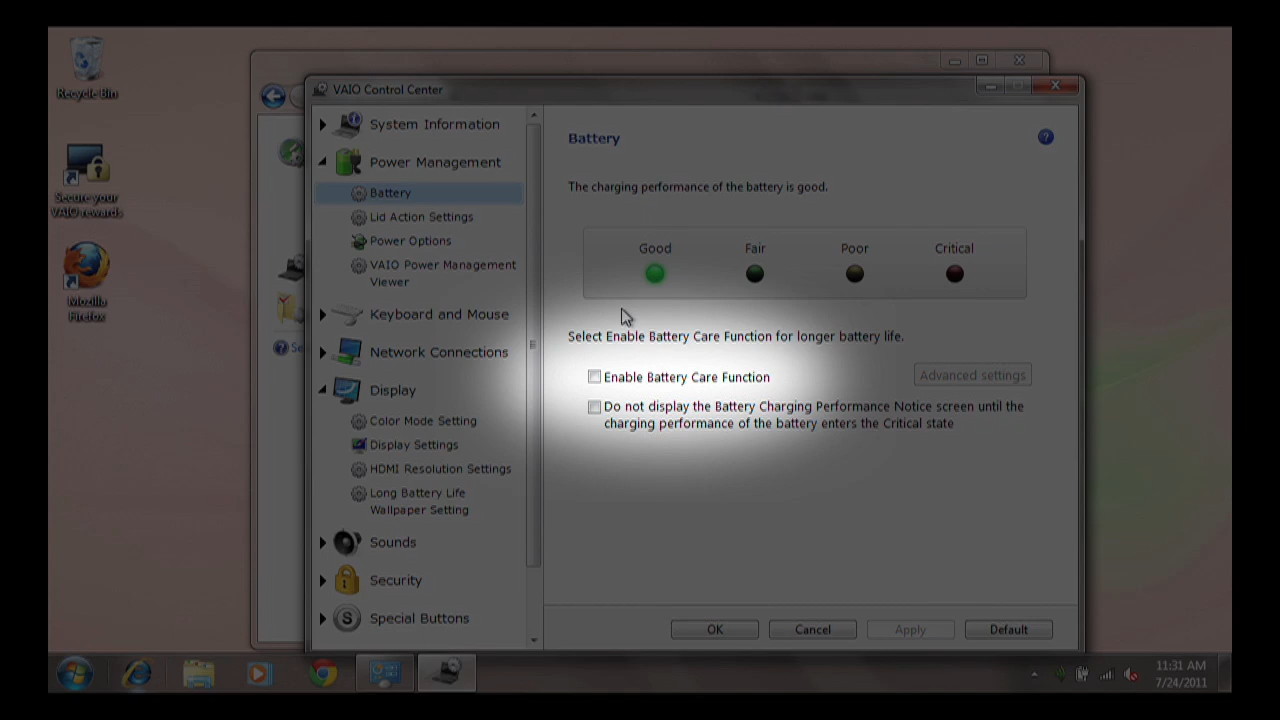 Recycle Bin
Secure your
VAIO rewards
Mozilla
Firefox
Se
VAIO Control Center
System Information
Power Management
Battery
Lid Action Settings
Power Options
VAIO Power Management
Viewer
Keyboard and Mouse
Network Connections
Display
Color Mode Setting
Display Settings
HDMI Resolution Settings
Long Battery Life
Wallpaper Setting
Sounds
Security
S
Special Buttons
Battery
?
The charging performance of the battery is good.
Good Fair Poor Critical
Select Enable Battery Care Function for longer battery life.
Enable Battery Care Function
Advanced settings
Do not display the Battery Charging Performance Notice screen until the
charging performance of the battery enters the Critical state
OK Cancel Apply Default
11:31 AM
7/24/2011